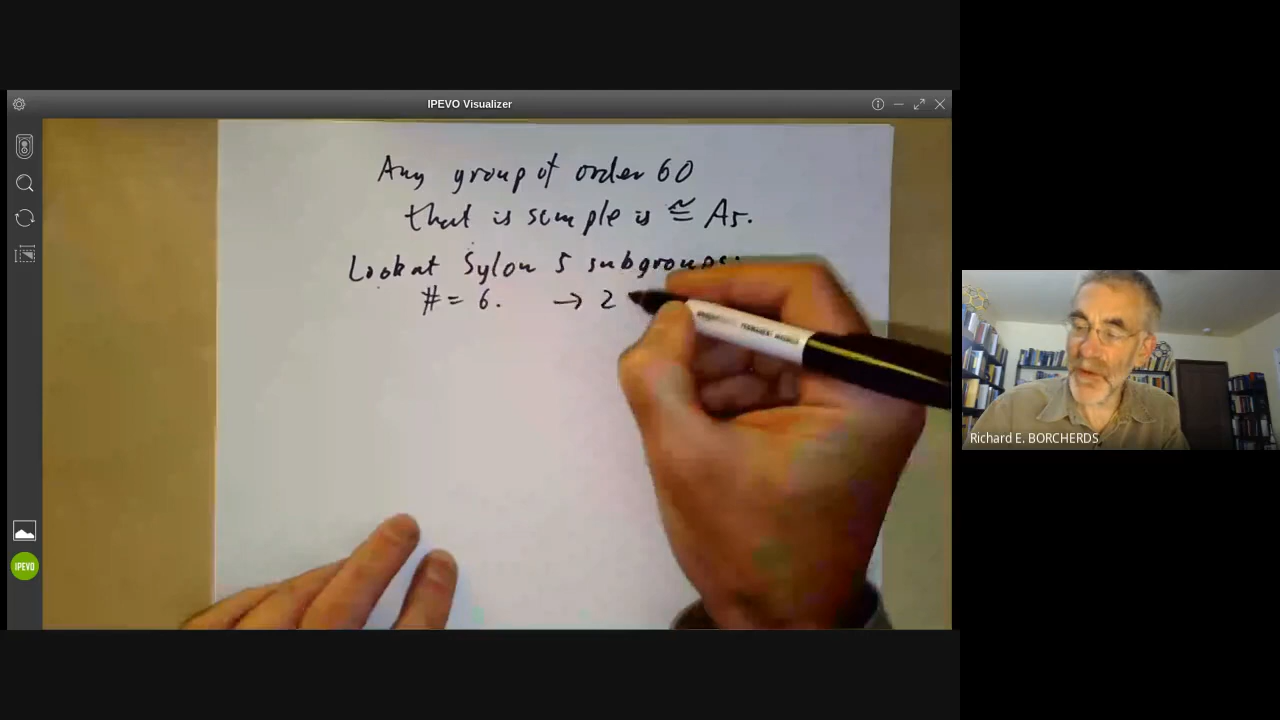 IPEVO Visualizer
Any group of order 60
that is simple is ≅ A5.
Look at Sylow 5 subgroups:
# = 6. → 2
IPEVO
Richard E. BORCHERDS